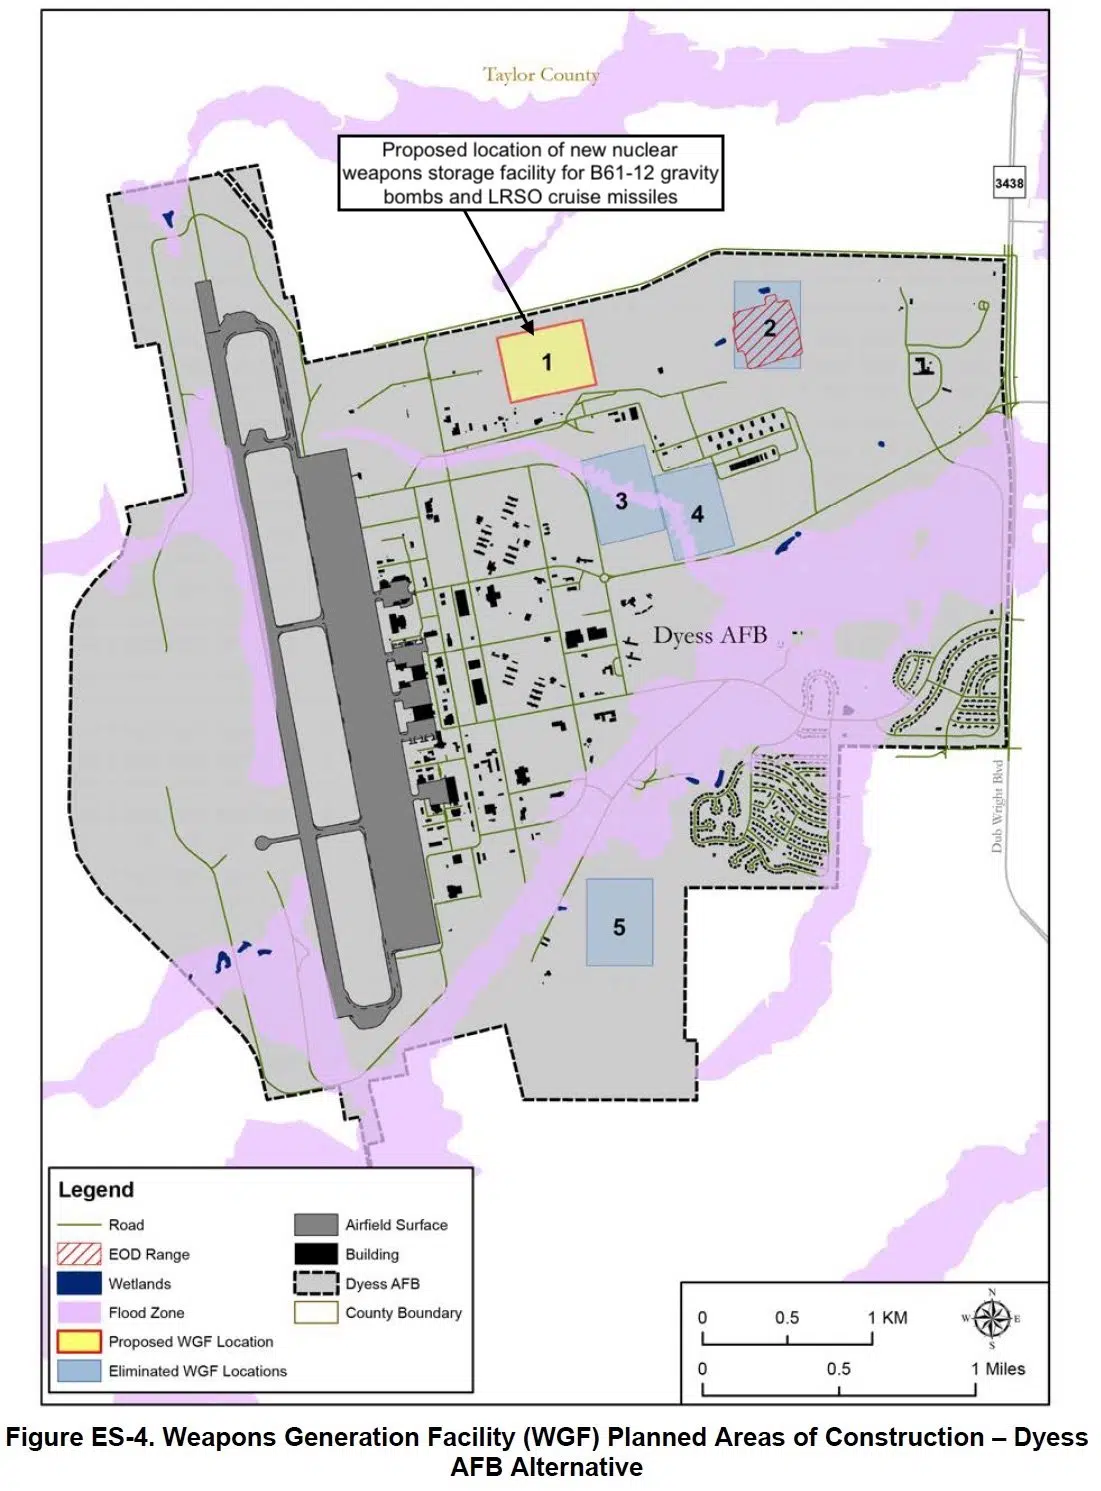 Taylor County
Proposed location of new nuclear
weapons storage facility for B61-12 gravity
bombs and LRSO cruise missiles
3438
1
2
3
4
Dyess AFB
Dub Wright Blvd
5
Legend
Road
EOD Range
Wetlands
Flood Zone
Proposed WGF Location
Eliminated WGF Locations
Airfield Surface
Building
Dyess AFB
County Boundary
0 0.5 1 KM
0 0.5 1 Miles
N
W E
S
Figure ES-4. Weapons Generation Facility (WGF) Planned Areas of Construction – Dyess
AFB Alternative